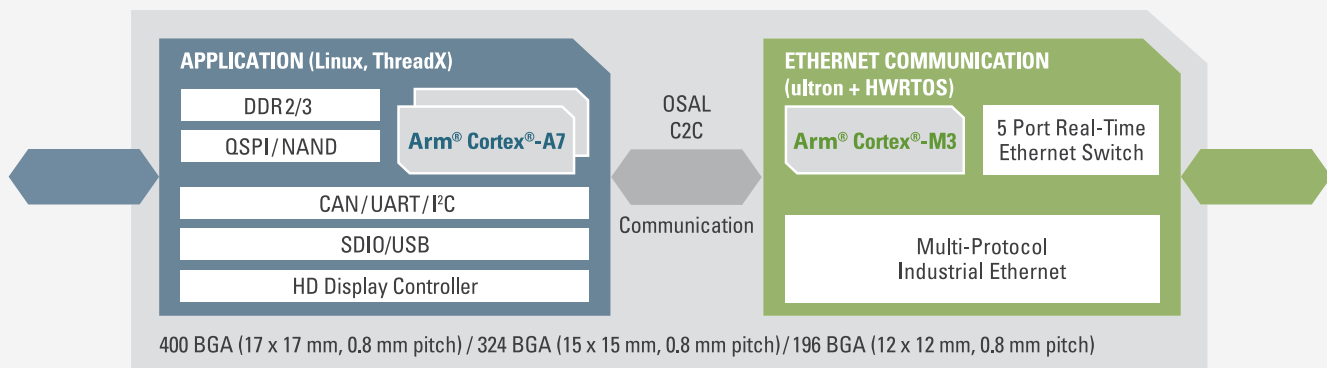 APPLICATION (Linux, ThreadX)
DDR2/3
QSPI/NAND
Arm® Cortex®-A7
CAN/UART/I²C
SDIO/USB
HD Display Controller
OSAL
C2C
Communication
ETHERNET COMMUNICATION
(ultron + HWRTOS)
Arm® Cortex®-M3
5 Port Real-Time
Ethernet Switch
Multi-Protocol
Industrial Ethernet
400 BGA (17 x 17 mm, 0.8 mm pitch) / 324 BGA (15 x 15 mm, 0.8 mm pitch) / 196 BGA (12 x 12 mm, 0.8 mm pitch)